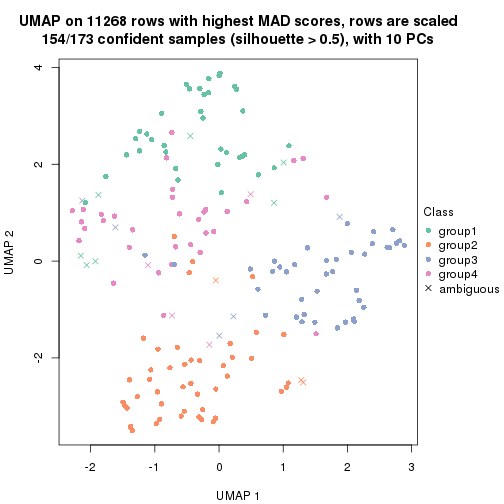 UMAP on 11268 rows with highest MAD scores, rows are scaled
154/173 confident samples (silhouette > 0.5), with 10 PCs
4
2
0
-2
UMAP 2
-2
-1
0
1
2
3
UMAP 1
Class
group1
group2
group3
group4
ambiguous